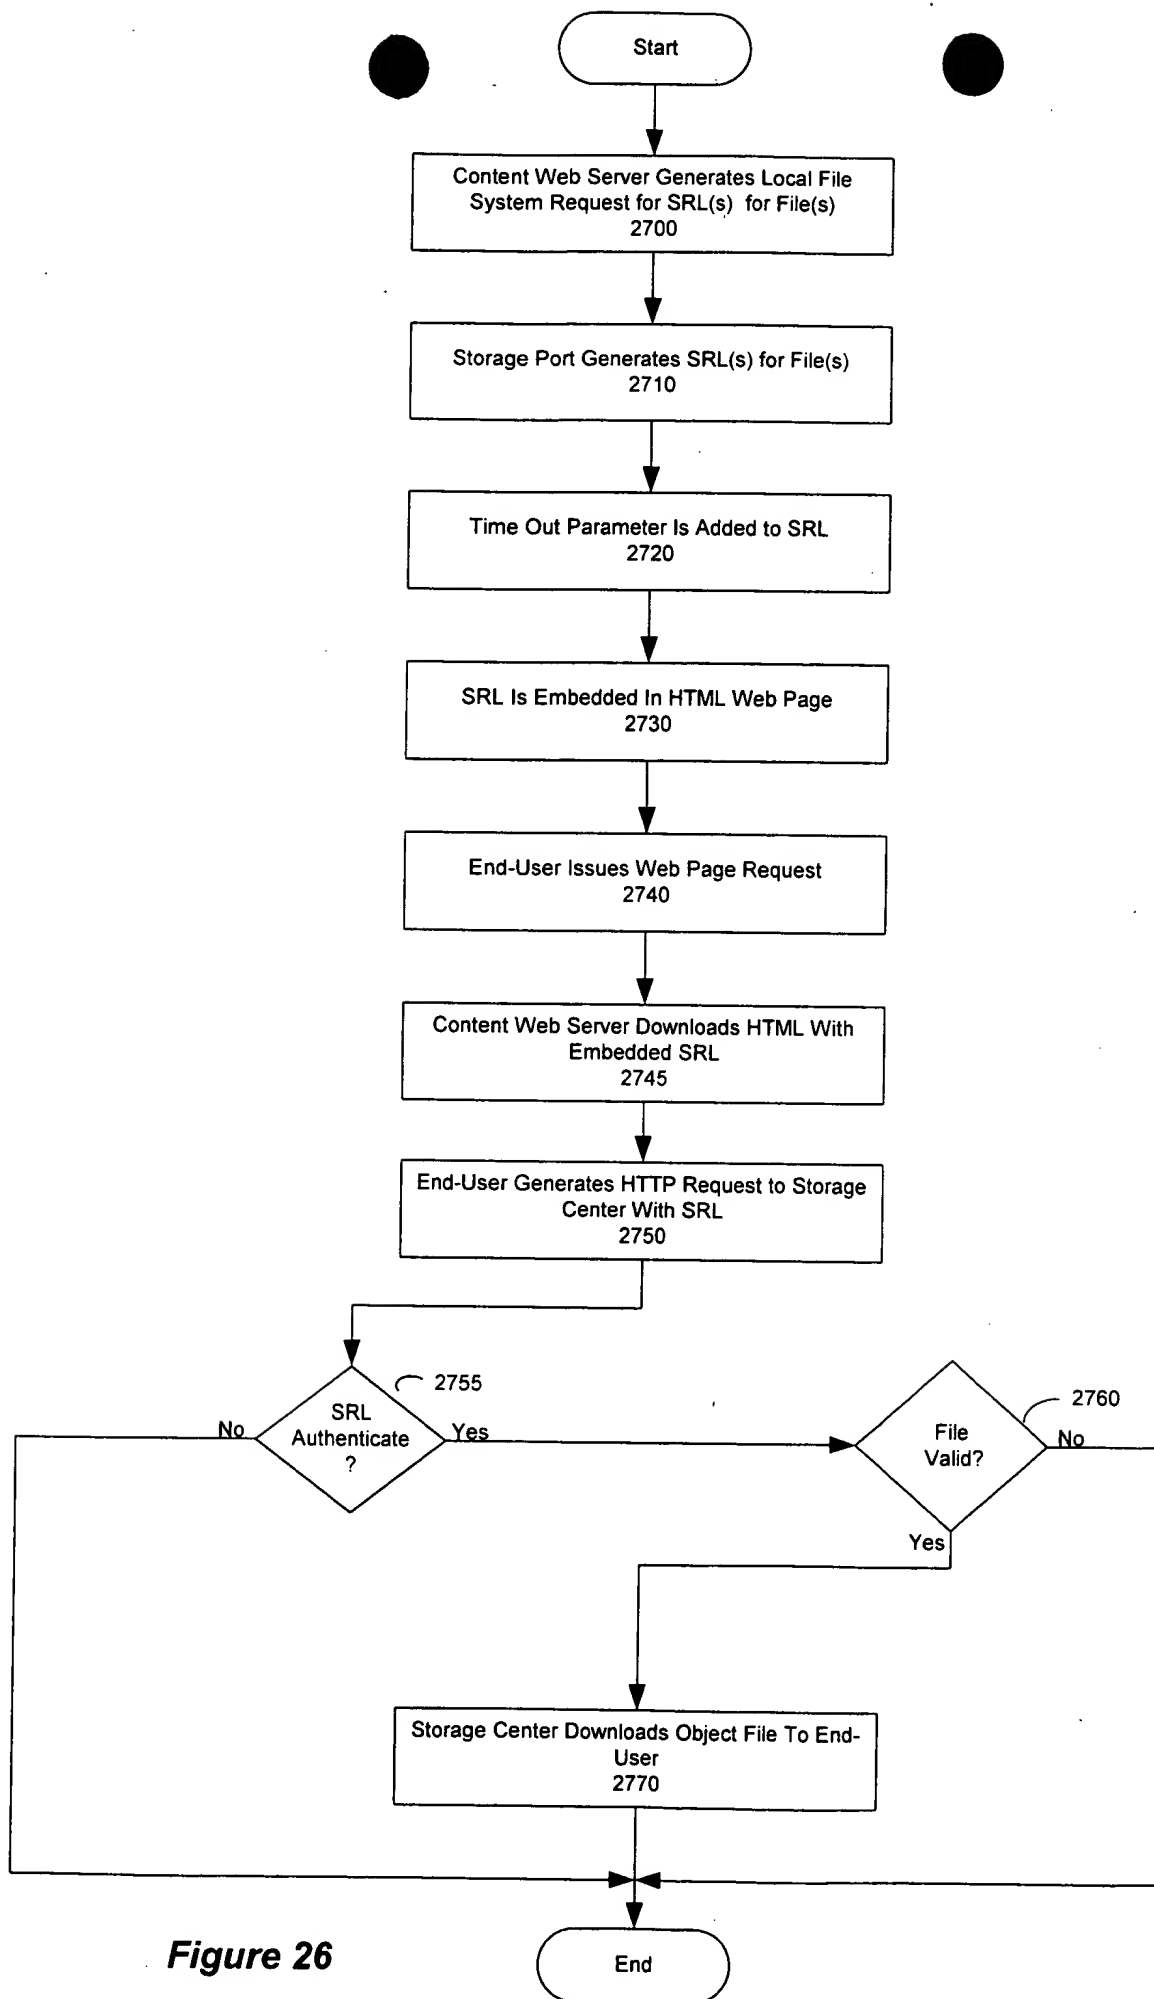 Start
Content Web Server Generates Local File
System Request for SRL(s) for File(s)
2700
Storage Port Generates SRL(s) for File(s)
2710
Time Out Parameter Is Added to SRL
2720
SRL Is Embedded In HTML Web Page
2730
End-User Issues Web Page Request
2740
Content Web Server Downloads HTML With
Embedded SRL
2745
End-User Generates HTTP Request to Storage
Center With SRL
2750
2755
SRL
Authenticate
?
No
Yes
2760
File
Valid?
No
Yes
Storage Center Downloads Object File To End-
User
2770
End
Figure 26